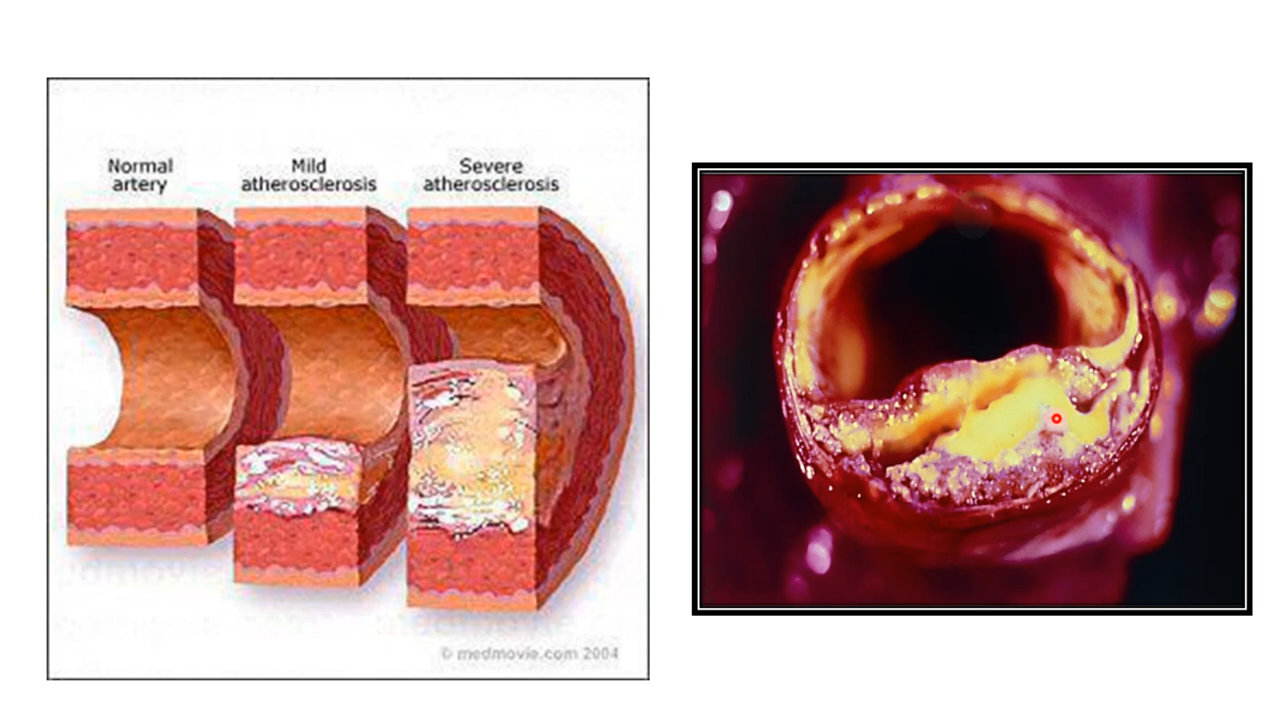 Normal
artery
Mild
atherosclerosis
Severe
atherosclerosis
© medmovie.com 2004